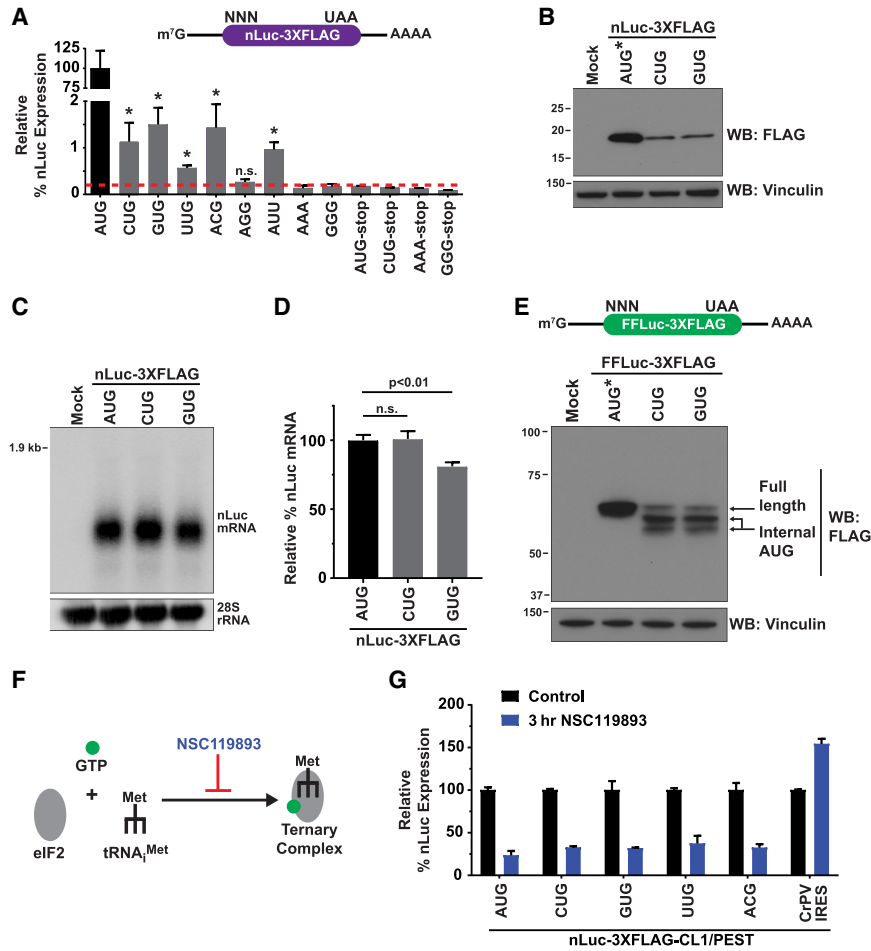 A
NNN UAA
m⁷G nLuc-3XFLAG AAAA
Relative
% nLuc Expression
125
100
75
2
1
0
* * * * n.s. *
AUG CUG GUG UUG ACG AGG AUU AAA GGG AUG-stop CUG-stop AAA-stop GGG-stop
B
nLuc-3XFLAG
Mock AUG* CUG GUG
25
20
15
150
WB: FLAG
WB: Vinculin
C
nLuc-3XFLAG
Mock AUG CUG GUG
1.9 kb
nLuc
mRNA
28S
rRNA
D
p<0.01
n.s.
Relative % nLuc mRNA
100
50
0
AUG CUG GUG
nLuc-3XFLAG
E
NNN UAA
m⁷G FFLuc-3XFLAG AAAA
FFLuc-3XFLAG
Mock AUG* CUG GUG
100
75
50
37
150
Full
length
Internal
AUG
WB:
FLAG
WB: Vinculin
F
NSC119893
GTP
+
Met
Met
eIF2
tRNAᵢᴹᵉᵗ
Ternary
Complex
G
Control
3 hr NSC119893
Relative
% nLuc Expression
200
150
100
50
0
AUG CUG GUG UUG ACG CrPV IRES
nLuc-3XFLAG-CL1/PEST